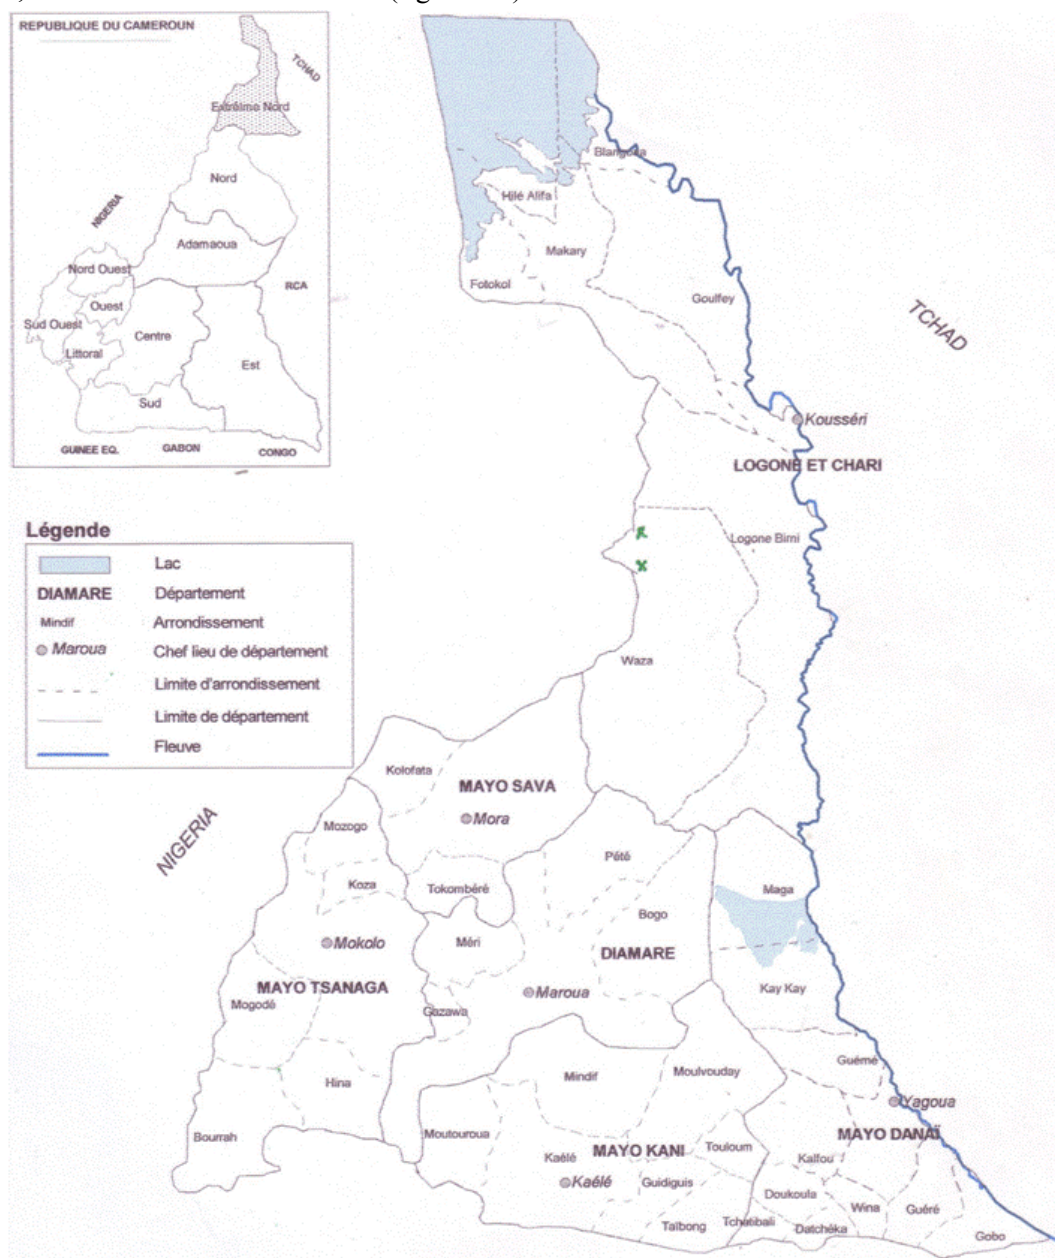 REPUBLIQUE DU CAMEROUN
TCHAD
Extrême Nord
Nord
NIGERIA
Adamaoua
Nord Ouest
RCA
Ouest
Sud Ouest
Centre
Littoral
Est
Sud
GUINEE EQ.
GABON
CONGO
Légende
Lac
DIAMARE Département
Mindif Arrondissement
Maroua Chef lieu de département
Limite d'arrondissement
Limite de département
Fleuve
Blangoua
Hilé Alifa
Makary
Fotokol
Goulfey
TCHAD
Kousséri
LOGONE ET CHARI
Logone Birni
Waza
Kolofata
MAYO SAVA
Mora
NIGERIA
Mozogo
Pété
Koza
Tokombéré
Maga
Bogo
Mokolo
Méri
DIAMARE
MAYO TSANAGA
Maroua
Kay Kay
Mogodé
Gazawa
Guémé
Hina
Mindif
Moulvouday
Yagoua
Bourrah
Moutouroua
MAYO KANI
Touloum
MAYO DANAÏ
Kaélé
Kalfou
Kaélé
Guidiguis
Doukoula
Wina
Guéré
Taïbong
Tchatibali
Datchéka
Gobo